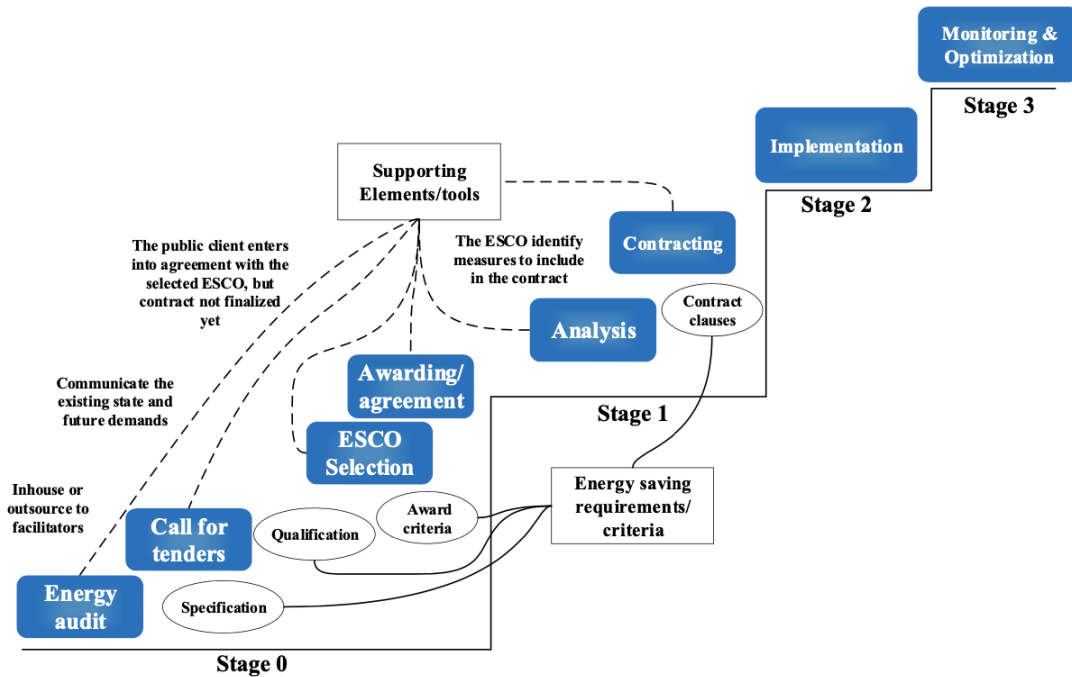 Monitoring &
Optimization
Stage 3
Implementation
Stage 2
Supporting
Elements/tools
Contracting
The public client enters
into agreement with the
selected ESCO, but
contract not finalized
yet
The ESCO identify
measures to include
in the contract
Contract
clauses
Analysis
Awarding/
agreement
Communicate the
existing state and
future demands
Stage 1
ESCO
Selection
Energy saving
requirements/
criteria
Inhouse or
outsource to
facilitators
Award
criteria
Call for
tenders
Qualification
Energy
audit
Specification
Stage 0